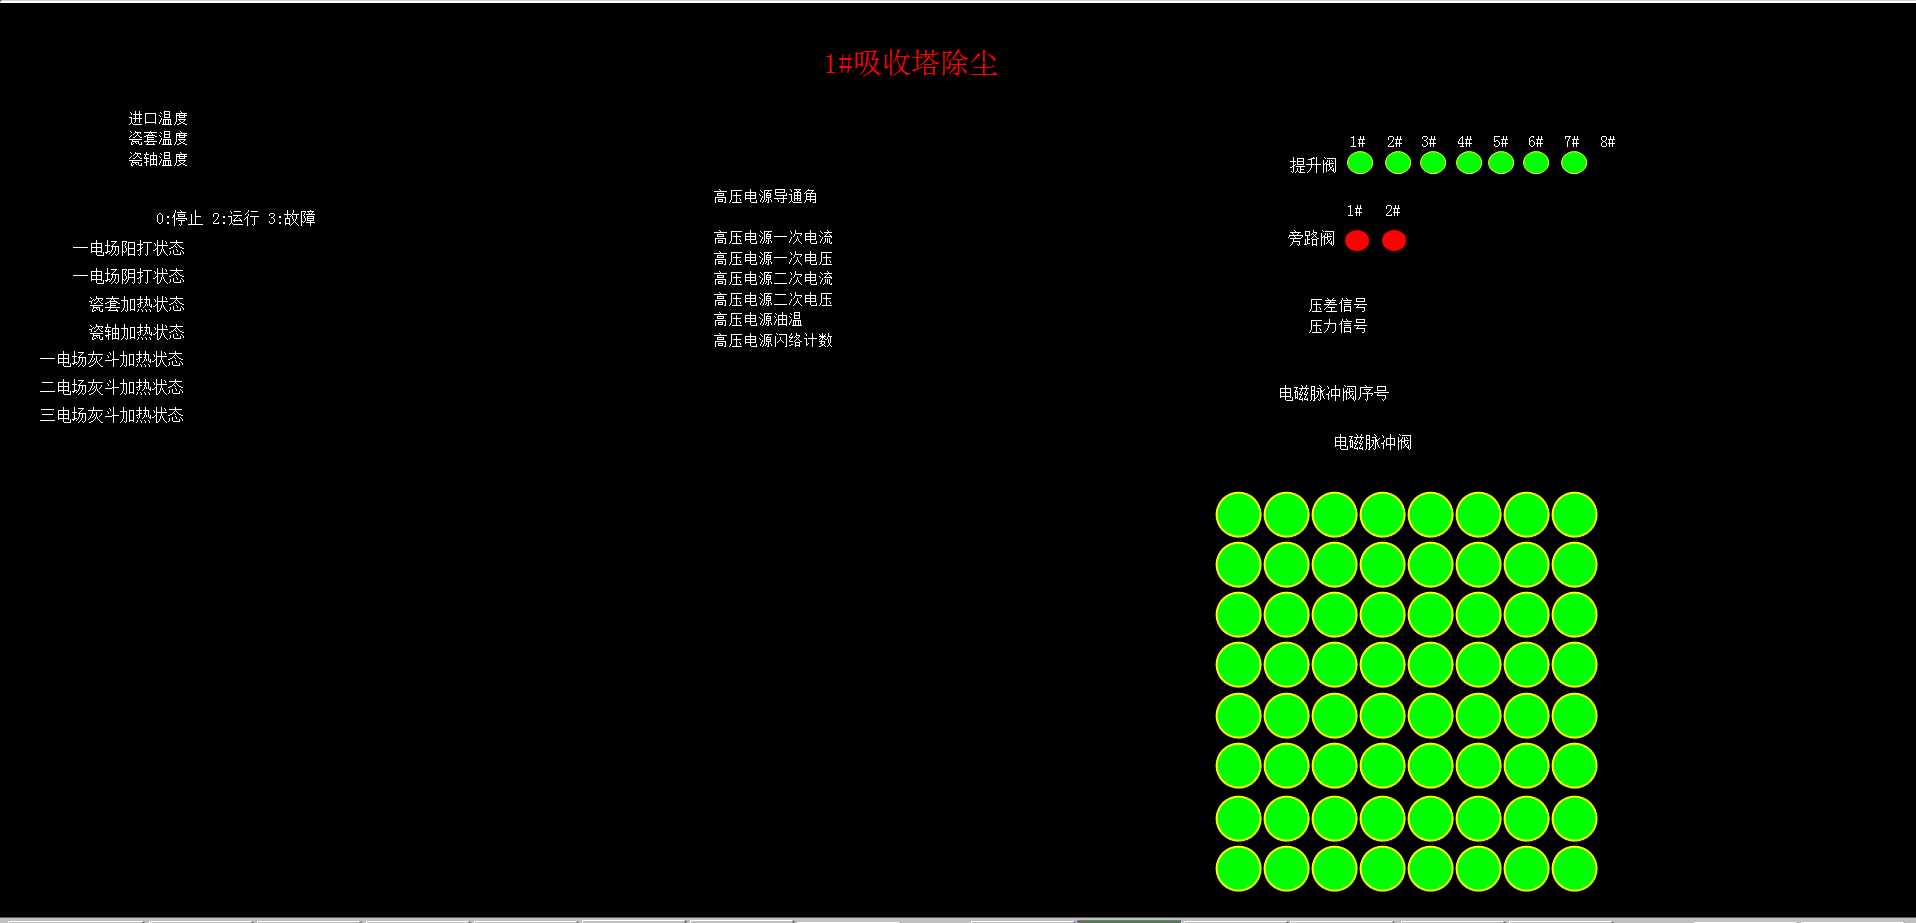 1#吸收塔除尘
进口温度
瓷套温度
瓷轴温度
0:停止 2:运行 3:故障
一电场阳打状态
一电场阴打状态
瓷套加热状态
瓷轴加热状态
一电场灰斗加热状态
二电场灰斗加热状态
三电场灰斗加热状态
高压电源导通角
高压电源一次电流
高压电源一次电压
高压电源二次电流
高压电源二次电压
高压电源油温
高压电源闪络计数
1# 2# 3# 4# 5# 6# 7# 8#
提升阀
1# 2#
旁路阀
压差信号
压力信号
电磁脉冲阀序号
电磁脉冲阀